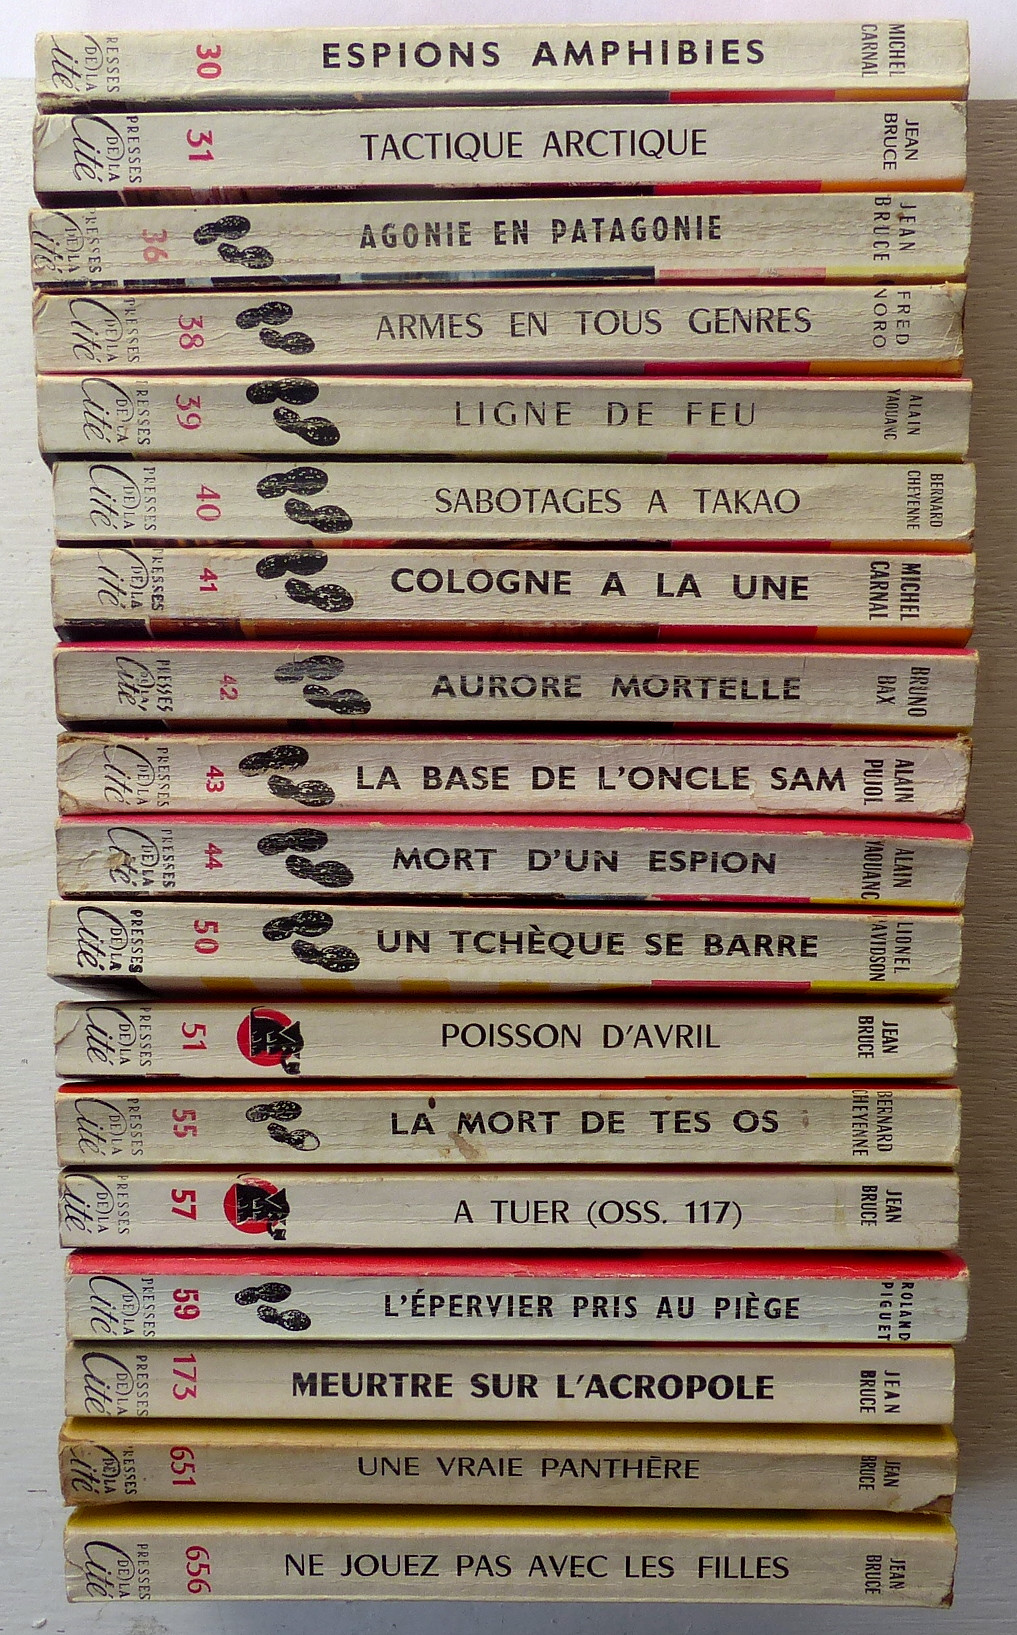 PRESSES DE LA Cité 30 ESPIONS AMPHIBIES MICHEL CARNAL
PRESSES DE LA Cité 31 TACTIQUE ARCTIQUE JEAN BRUCE
PRESSES DE LA Cité 36 AGONIE EN PATAGONIE JEAN BRUCE
PRESSES DE LA Cité 38 ARMES EN TOUS GENRES FRED NORO
PRESSES DE LA Cité 39 LIGNE DE FEU ALAIN YAOUANC
PRESSES DE LA Cité 40 SABOTAGES A TAKAO BERNARD CHEYENNE
PRESSES DE LA Cité 41 COLOGNE A LA UNE MICHEL CARNAL
PRESSES DE LA Cité 42 AURORE MORTELLE BRUNO BAX
PRESSES DE LA Cité 43 LA BASE DE L'ONCLE SAM ALAIN PUJOL
PRESSES DE LA Cité 44 MORT D'UN ESPION ALAIN YAOUANC
PRESSES DE LA Cité 50 UN TCHÈQUE SE BARRE LIONEL DAVIDSON
PRESSES DE LA Cité 51 POISSON D'AVRIL JEAN BRUCE
PRESSES DE LA Cité 55 LA MORT DE TES OS BERNARD CHEYENNE
PRESSES DE LA Cité 57 A TUER (OSS. 117) JEAN BRUCE
PRESSES DE LA Cité 59 L'ÉPERVIER PRIS AU PIÈGE ROLAND PIGUET
PRESSES DE LA Cité 173 MEURTRE SUR L'ACROPOLE JEAN BRUCE
PRESSES DE LA Cité 651 UNE VRAIE PANTHÈRE JEAN BRUCE
PRESSES DE LA Cité 656 NE JOUEZ PAS AVEC LES FILLES JEAN BRUCE